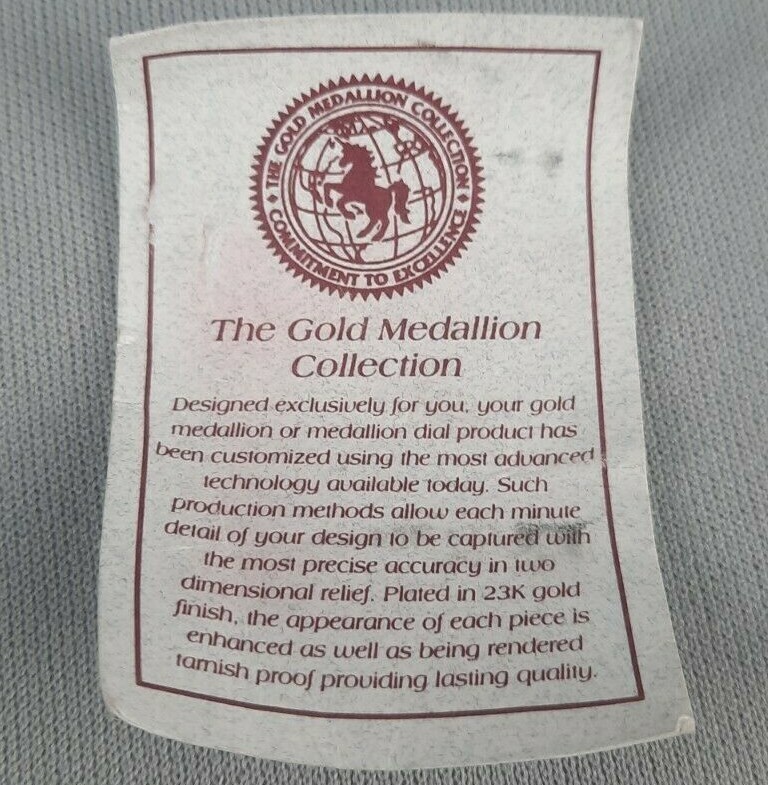 THE GOLD MEDALLION COLLECTION
COMMITMENT TO EXCELLENCE
The Gold Medallion
Collection
Designed exclusively for you, your gold
medallion or medallion dial product has
been customized using the most advanced
technology available today. Such
production methods allow each minute
detail of your design to be captured with
the most precise accuracy in two
dimensional relief. Plated in 23K gold
finish, the appearance of each piece is
enhanced as well as being rendered
tarnish proof providing lasting quality.